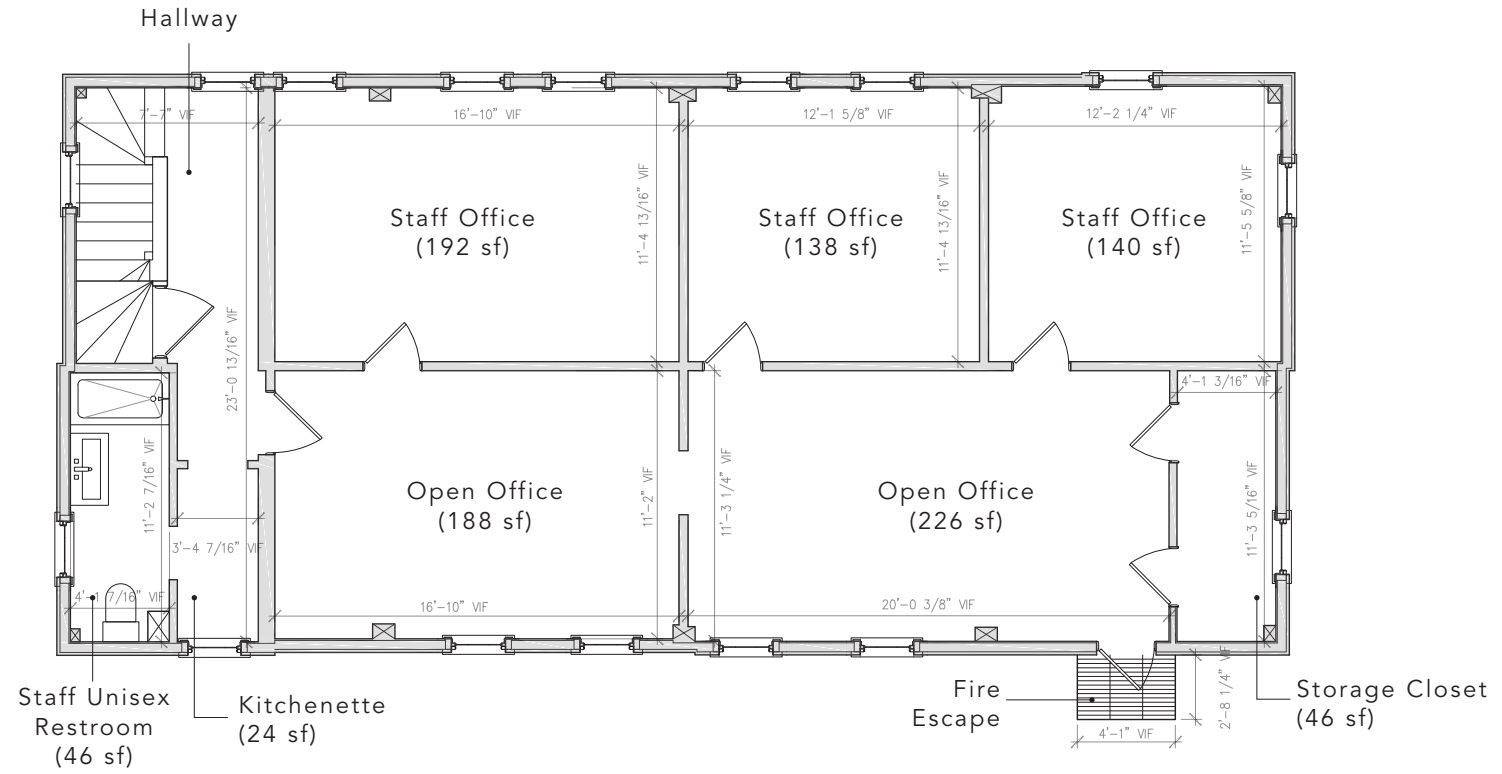 Hallway
7'-7" VIF
16'-10" VIF
12'-1 5/8" VIF
12'-2 1/4" VIF
Staff Office
(192 sf)
11'-4 13/16" VIF
Staff Office
(138 sf)
11'-4 13/16" VIF
Staff Office
(140 sf)
11'-5 5/8" VIF
23'-0 13/16" VIF
4'-1 3/16" VIF
11'-2 7/16" VIF
Open Office
(188 sf)
11'-2" VIF
11'-3 1/4" VIF
Open Office
(226 sf)
11'-3 5/16" VIF
3'-4 7/16" VIF
4'-1 7/16" VIF
16'-10" VIF
20'-0 3/8" VIF
Staff Unisex
Restroom
(46 sf)
Kitchenette
(24 sf)
Fire
Escape
4'-1" VIF
2'-8 1/4" VIF
Storage Closet
(46 sf)